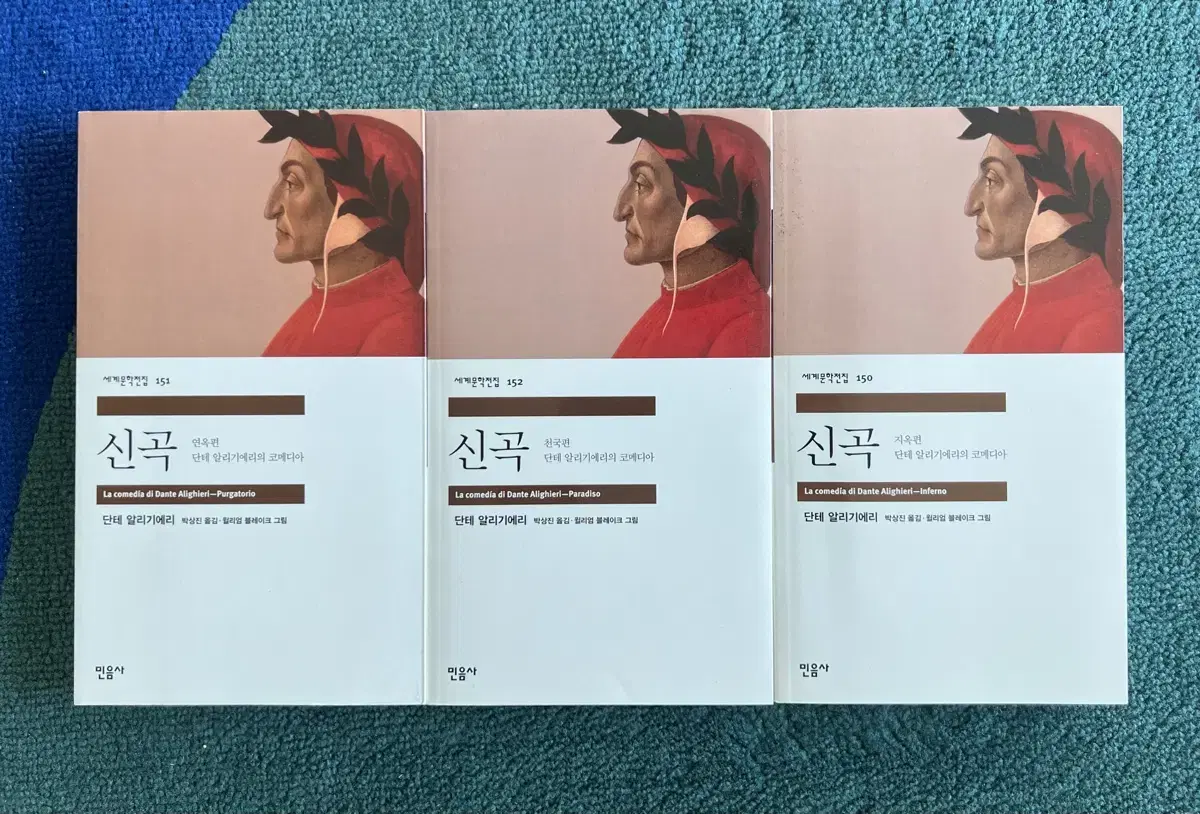 세계문학전집 151
신곡 연옥편
단테 알리기에리의 코메디아
La comedía di Dante Alighieri—Purgatorio
단테 알리기에리 박상진 옮김·윌리엄 블레이크 그림
민음사
세계문학전집 152
신곡 천국편
단테 알리기에리의 코메디아
La comedía di Dante Alighieri—Paradiso
단테 알리기에리 박상진 옮김·윌리엄 블레이크 그림
민음사
세계문학전집 150
신곡 지옥편
단테 알리기에리의 코메디아
La comedía di Dante Alighieri—Inferno
단테 알리기에리 박상진 옮김·윌리엄 블레이크 그림
민음사